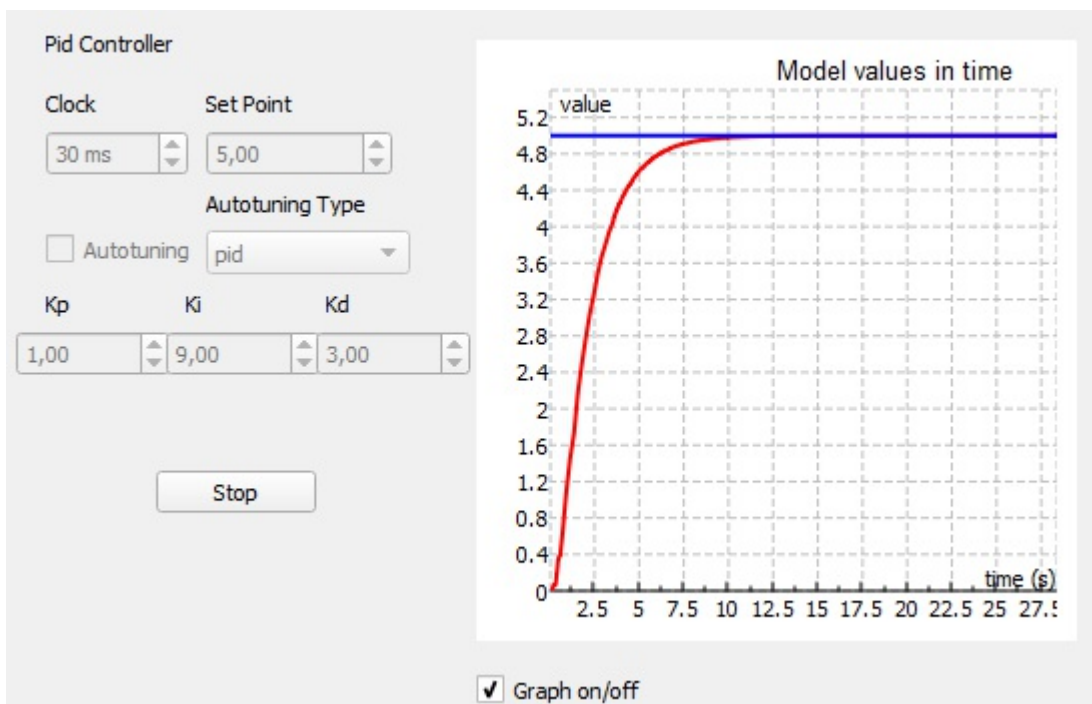 Pid Controller
Clock Set Point
30 ms 5,00
Autotuning Type
Autotuning pid
Kp Ki Kd
1,00 9,00 3,00
Stop
Model values in time
value
5.2
4.8
4.4
4
3.6
3.2
2.8
2.4
2
1.6
1.2
0.8
0.4
0
time (s)
2.5 5 7.5 10 12.5 15 17.5 20 22.5 25 27.5
Graph on/off